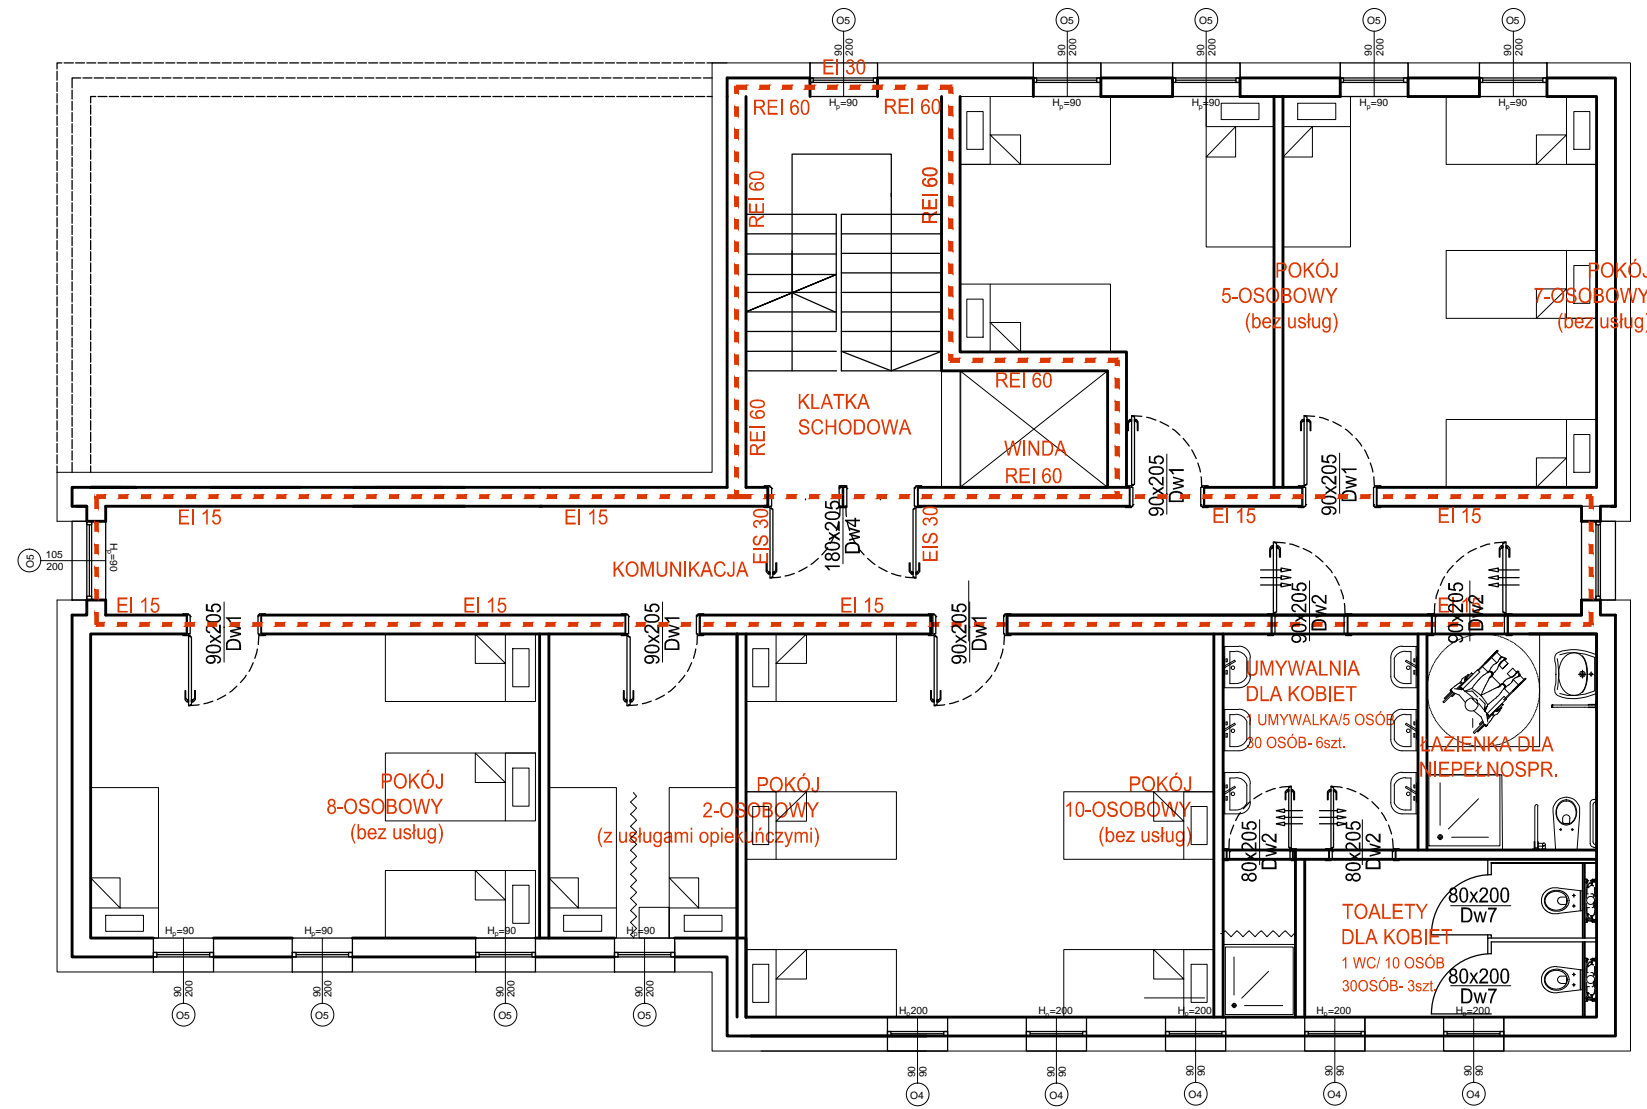 O5
O5
O5
O5
O5
90
200
90
200
90
200
90
200
90
200
EI 30
REI 60
REI 60
Hp=90
Hp=90
Hp=90
Hp=90
Hp=90
REI 60
REI 60
POKÓJ
5-OSOBOWY
(bez usług)
POKÓJ
7-OSOBOWY
(bez usług)
REI 60
REI 60
KLATKA
SCHODOWA
WINDA
REI 60
90x205
Dw1
90x205
Dw1
EI 15
EI 15
EIS 30
180x205
Dw4
EIS 30
EI 15
EI 15
O5
105
200
Hp=90
KOMUNIKACJA
EI 15
EI 15
EI 15
EI 15
90x205
Dw1
90x205
Dw1
90x205
Dw1
90x205
Dw2
90x205
Dw2
UMYWALNIA
DLA KOBIET
1 UMYWALKA/5 OSÓB
30 OSÓB- 6szt.
ŁAZIENKA DLA
NIEPEŁNOSPR.
POKÓJ
8-OSOBOWY
(bez usług)
POKÓJ
2-OSOBOWY
(z usługami opiekuńczymi)
POKÓJ
10-OSOBOWY
(bez usług)
80x205
Dw2
80x205
Dw2
TOALETY
DLA KOBIET
1 WC/ 10 OSÓB
30OSÓB- 3szt.
80x200
Dw7
80x200
Dw7
Hp=90
Hp=90
Hp=90
Hp=90
90
200
90
200
90
200
90
200
O5
O5
O5
O5
Hp=200
Hp=200
Hp=200
Hp=200
Hp=200
90
90
90
90
90
90
90
90
90
90
O4
O4
O4
O4
O4